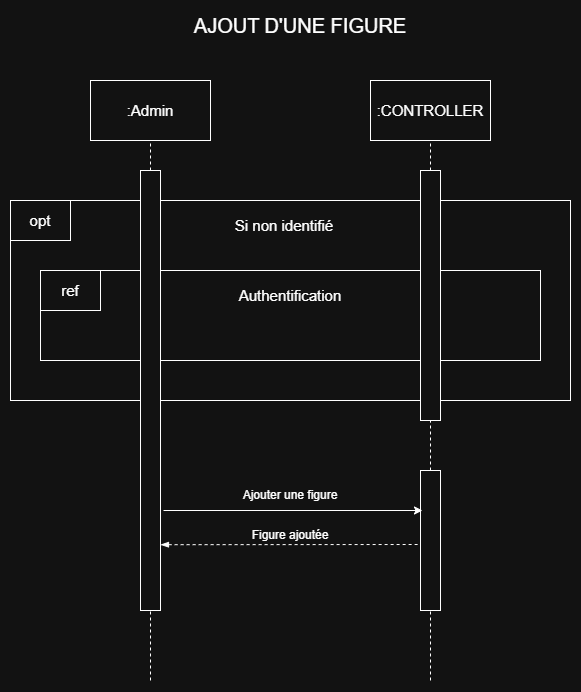 AJOUT D'UNE FIGURE
:Admin
:CONTROLLER
opt
Si non identifié
ref
Authentification
Ajouter une figure
Figure ajoutée